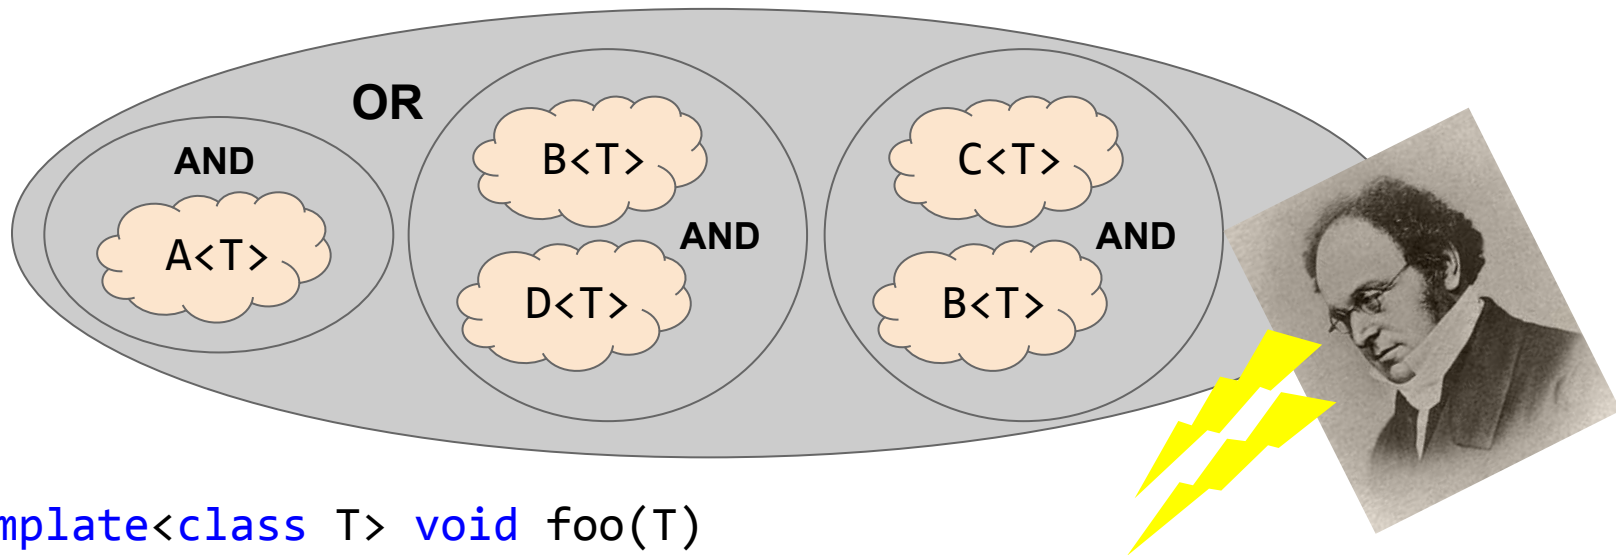 OR
AND
A<T>
B<T>
AND
D<T>
C<T>
AND
B<T>
mplate<class T> void foo(T)